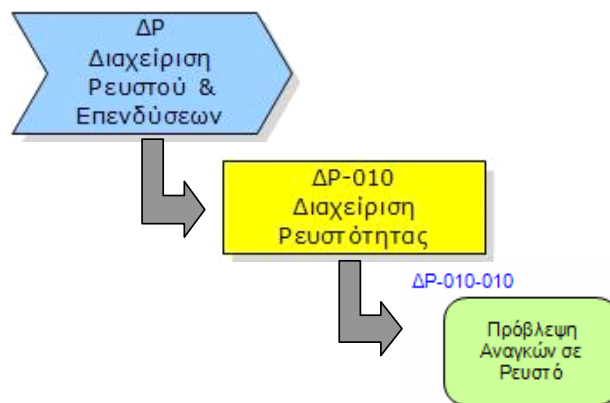 ΔΡ
Διαχείριση
Ρευστού &
Επενδύσεων
ΔΡ-010
Διαχείριση
Ρευστότητας
ΔΡ-010-010
Πρόβλεψη
Αναγκών σε
Ρευστό